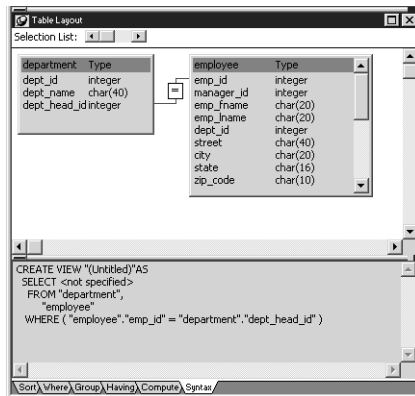 Table Layout
Selection List:
department Type
dept_id integer
dept_name char(40)
dept_head_id integer
=
employee Type
emp_id integer
manager_id integer
emp_fname char(20)
emp_lname char(20)
dept_id integer
street char(40)
city char(20)
state char(16)
zip_code char(10)
CREATE VIEW "(Untitled)"AS
SELECT <not specified>
FROM "department",
"employee"
WHERE ( "employee"."emp_id" = "department"."dept_head_id" )
Sort Where Group Having Compute Syntax